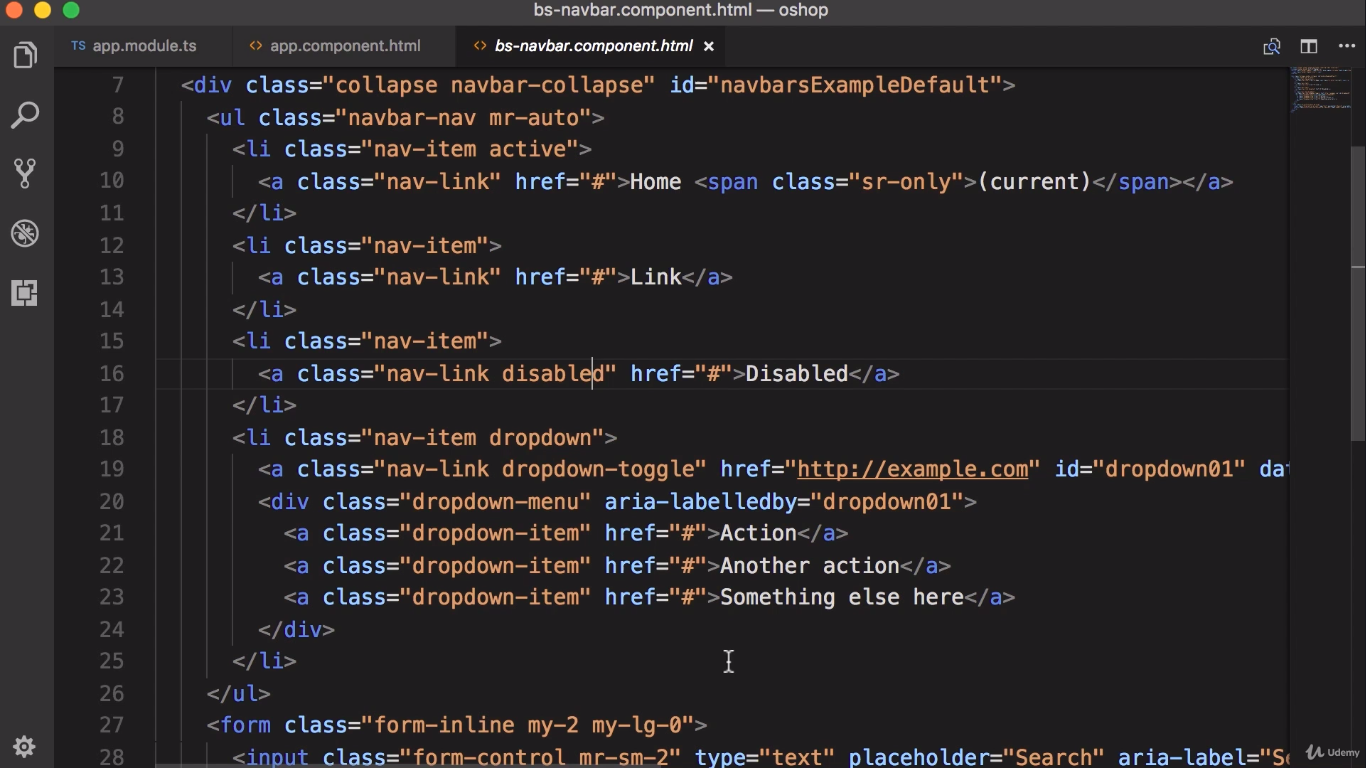 bs-navbar.component.html — oshop
TS app.module.ts <> app.component.html <> bs-navbar.component.html ×
7 <div class="collapse navbar-collapse" id="navbarsExampleDefault">
8 <ul class="navbar-nav mr-auto">
9 <li class="nav-item active">
10 <a class="nav-link" href="#">Home <span class="sr-only">(current)</span></a>
11 </li>
12 <li class="nav-item">
13 <a class="nav-link" href="#">Link</a>
14 </li>
15 <li class="nav-item">
16 <a class="nav-link disabled" href="#">Disabled</a>
17 </li>
18 <li class="nav-item dropdown">
19 <a class="nav-link dropdown-toggle" href="http://example.com" id="dropdown01" dat
20 <div class="dropdown-menu" aria-labelledby="dropdown01">
21 <a class="dropdown-item" href="#">Action</a>
22 <a class="dropdown-item" href="#">Another action</a>
23 <a class="dropdown-item" href="#">Something else here</a>
24 </div>
25 </li>
26 </ul>
27 <form class="form-inline my-2 my-lg-0">
28 <input class="form-control mr-sm-2" type="text" placeholder="Search" aria-label="Se
Udemy